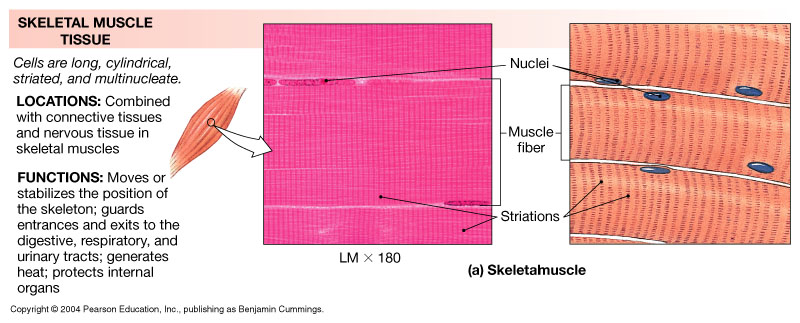 SKELETAL MUSCLE
TISSUE
Cells are long, cylindrical,
striated, and multinucleate.
LOCATIONS: Combined
with connective tissues
and nervous tissue in
skeletal muscles
FUNCTIONS: Moves or
stabilizes the position of
the skeleton; guards
entrances and exits to the
digestive, respiratory, and
urinary tracts; generates
heat; protects internal
organs
Nuclei
Muscle
fiber
Striations
LM × 180
(a) Skeletalmuscle
Copyright © 2004 Pearson Education, Inc., publishing as Benjamin Cummings.